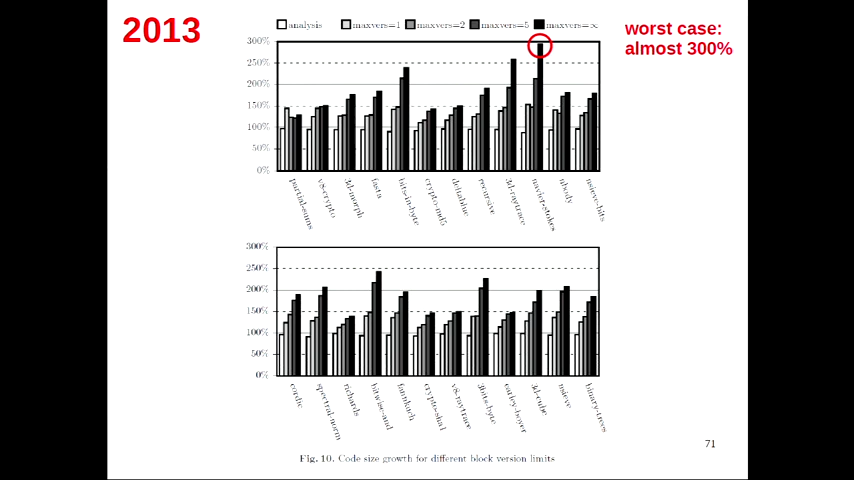 2013
analysis maxvers=1 maxvers=2 maxvers=5 maxvers=∞
worst case:
almost 300%
300%
250%
200%
150%
100%
50%
0%
partial-sums v8-crypto 3d-morph fasta bits-in-byte crypto-md5 deltablue recursive 3d-raytrace navier-stokes nbody nsieve-bits
300%
250%
200%
150%
100%
50%
0%
cordic spectral-norm richards bitwise-and fannkuch crypto-sha1 v8-raytrace 3bits-byte earley-boyer 3d-cube nsieve binary-trees
71
Fig. 10. Code size growth for different block version limits